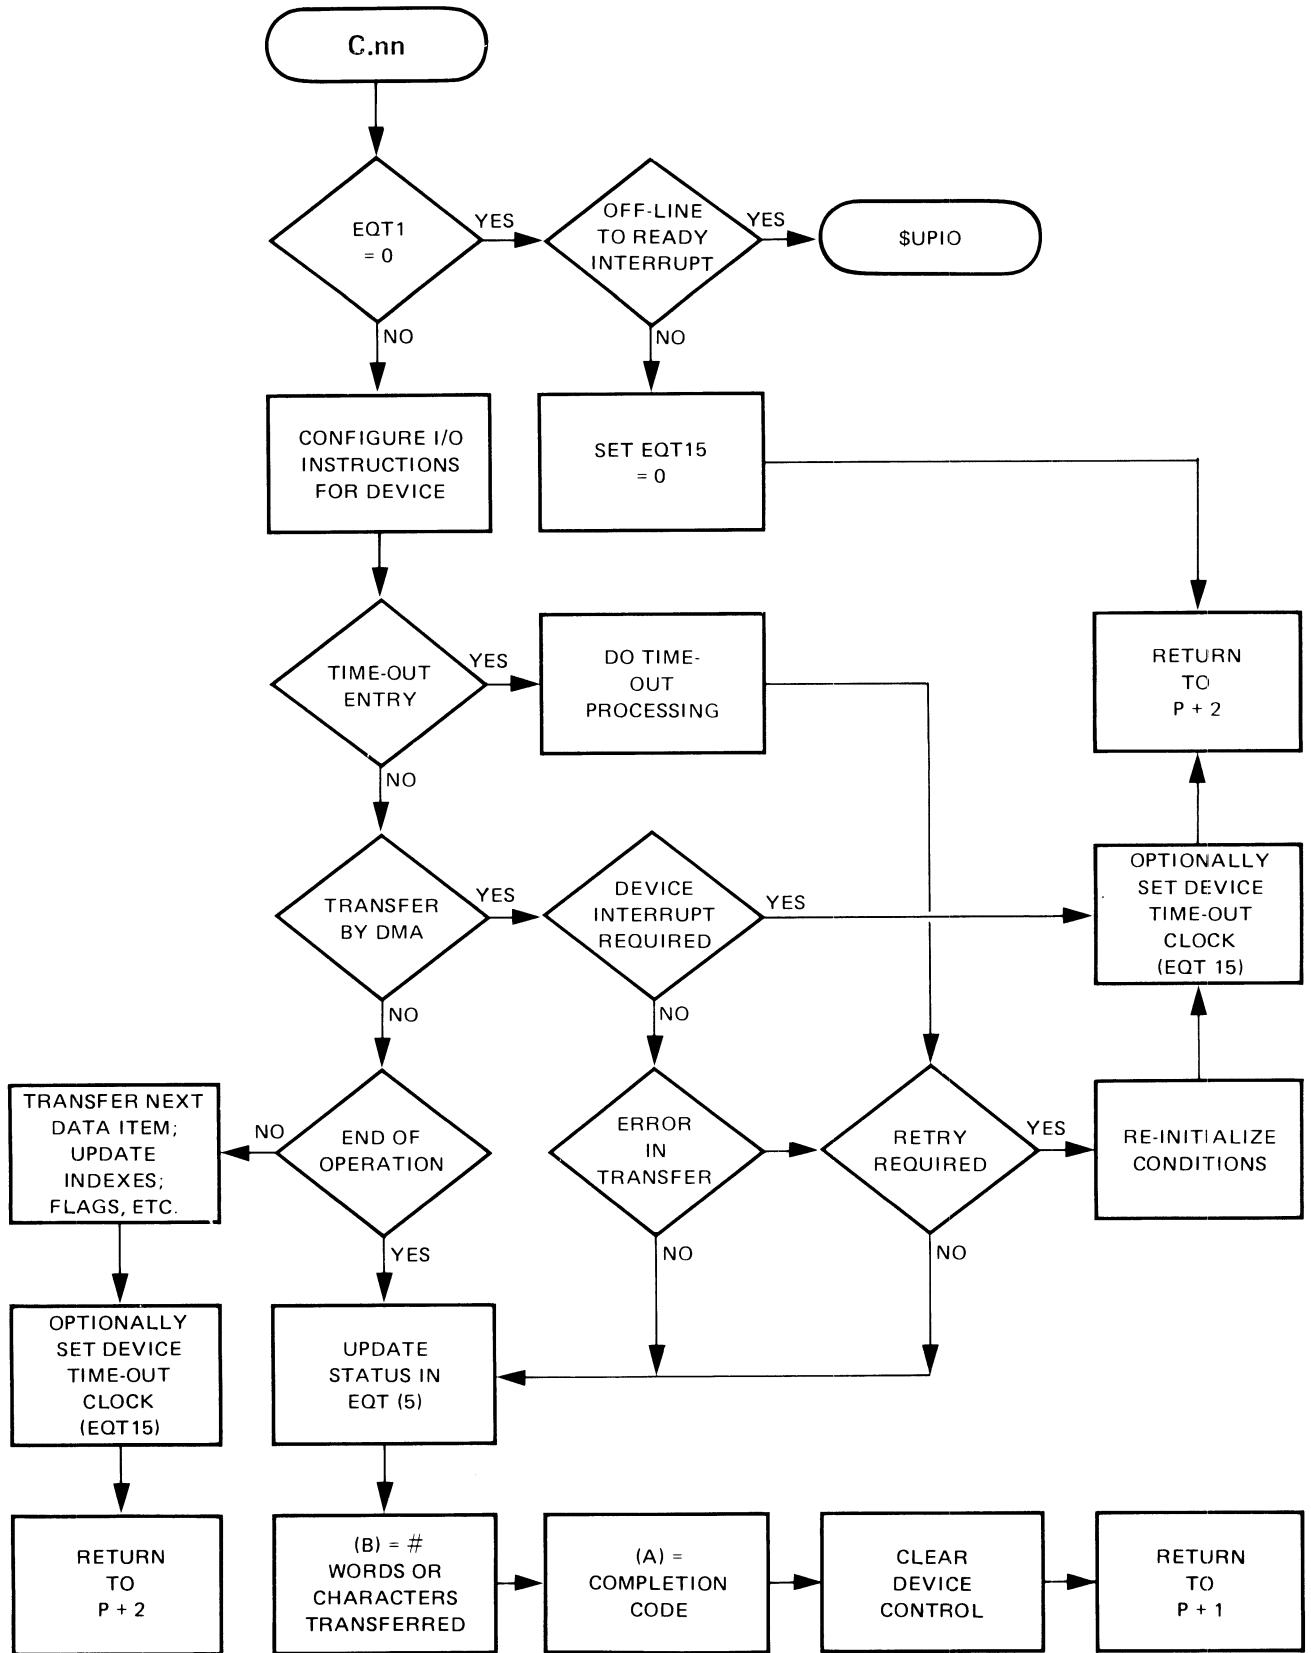 C.nn
EQT1
= 0
YES
OFF-LINE
TO READY
INTERRUPT
YES
$UPIO
NO
NO
CONFIGURE I/O
INSTRUCTIONS
FOR DEVICE
SET EQT15
= 0
TIME-OUT
ENTRY
YES
DO TIME-
OUT
PROCESSING
RETURN
TO
P + 2
NO
TRANSFER
BY DMA
YES
DEVICE
INTERRUPT
REQUIRED
YES
OPTIONALLY
SET DEVICE
TIME-OUT
CLOCK
(EQT 15)
NO
NO
TRANSFER NEXT
DATA ITEM;
UPDATE
INDEXES;
FLAGS, ETC.
NO
END OF
OPERATION
ERROR
IN
TRANSFER
RETRY
REQUIRED
YES
RE-INITIALIZE
CONDITIONS
YES
NO
NO
OPTIONALLY
SET DEVICE
TIME-OUT
CLOCK
(EQT15)
UPDATE
STATUS IN
EQT (5)
RETURN
TO
P + 2
(B) = #
WORDS OR
CHARACTERS
TRANSFERRED
(A) =
COMPLETION
CODE
CLEAR
DEVICE
CONTROL
RETURN
TO
P + 1